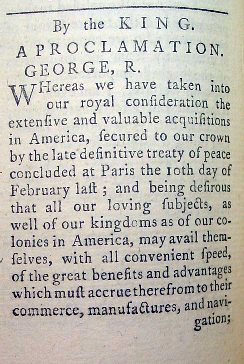 By the KING.
A PROCLAMATION.
GEORGE, R.
WHereas we have taken into
our royal conſideration the
extenſive and valuable acquiſitions
in America, ſecured to our crown
by the late definitive treaty of peace
concluded at Paris the 10th day of
February laſt; and being deſirous
that all our loving ſubjects, as
well of our kingdoms as of our co-
lonies in America, may avail them-
ſelves, with all convenient ſpeed,
of the great benefits and advantages
which muſt accrue therefrom to their
commerce, manufactures, and navi-
gation;